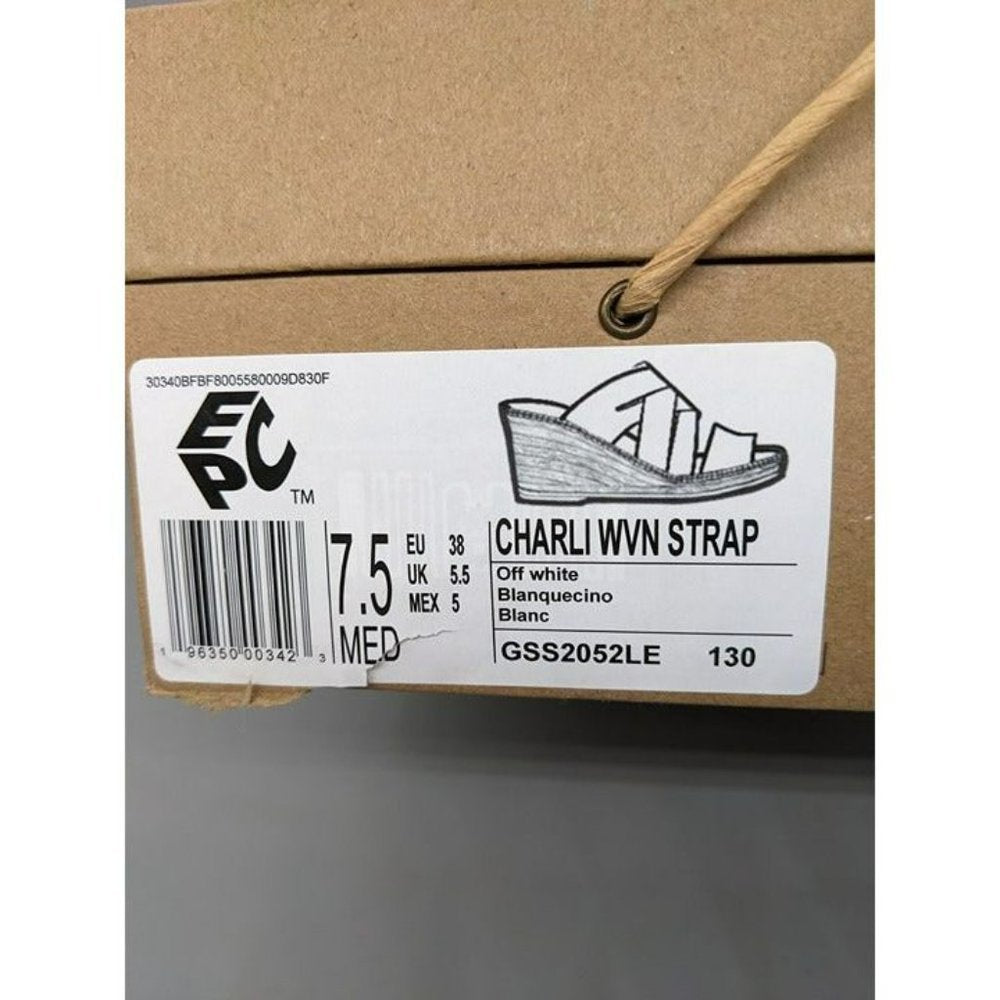 30340BFBF8005580009D830F
EPC
TM
7.5
MED
EU 38
UK 5.5
MEX 5
CHARLI WVN STRAP
Off white
Blanquecino
Blanc
GSS2052LE 130
1 96350 00342 3